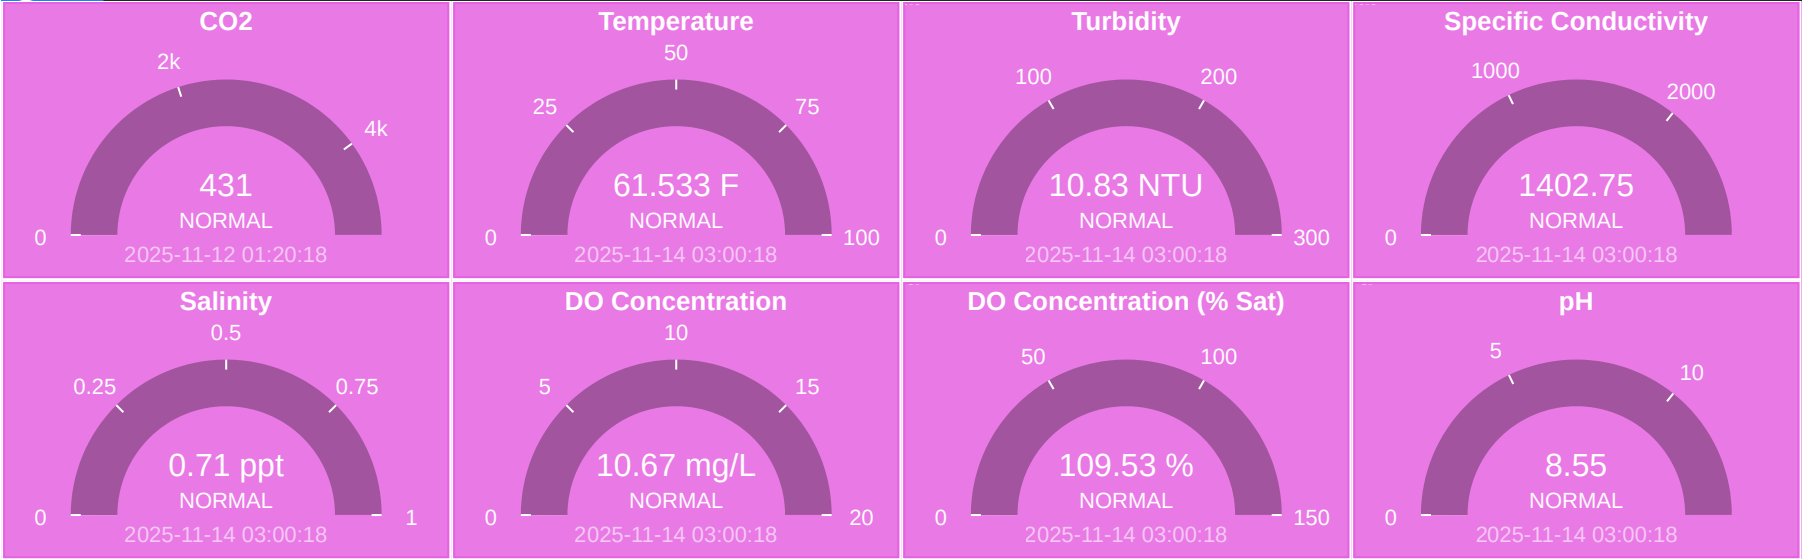 CO2
2k
4k
0
431
NORMAL
2025-11-12 01:20:18
Temperature
50
25
75
0
100
61.533 F
NORMAL
2025-11-14 03:00:18
Turbidity
100
200
0
300
10.83 NTU
NORMAL
2025-11-14 03:00:18
Specific Conductivity
1000
2000
0
1402.75
NORMAL
2025-11-14 03:00:18
Salinity
0.5
0.25
0.75
0
1
0.71 ppt
NORMAL
2025-11-14 03:00:18
DO Concentration
10
5
15
0
20
10.67 mg/L
NORMAL
2025-11-14 03:00:18
DO Concentration (% Sat)
50
100
0
150
109.53 %
NORMAL
2025-11-14 03:00:18
pH
5
10
0
8.55
NORMAL
2025-11-14 03:00:18